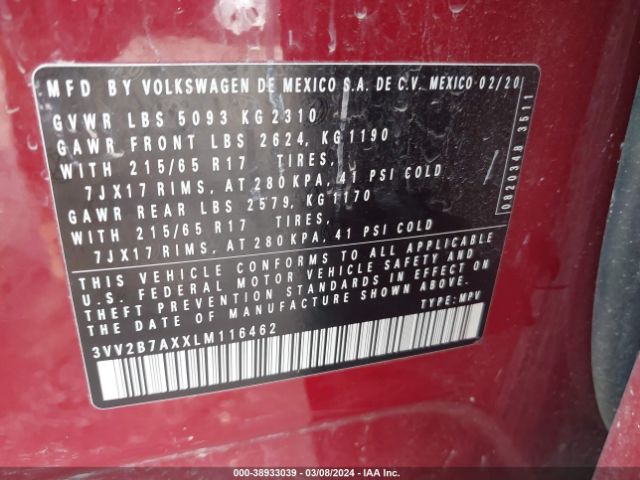 MFD BY VOLKSWAGEN DE MEXICO S.A. DE C.V. MEXICO 02/20
GVWR LBS 5093 KG 2310
GAWR FRONT LBS 2624, KG 1190
WITH 215/65 R17 TIRES,
7JX17 RIMS, AT 280 KPA, 41 PSI COLD
GAWR REAR LBS 2579, KG 1170
WITH 215/65 R17 TIRES,
7JX17 RIMS, AT 280 KPA, 41 PSI COLD
THIS VEHICLE CONFORMS TO ALL APPLICABLE
U.S. FEDERAL MOTOR VEHICLE SAFETY AND
THEFT PREVENTION STANDARDS IN EFFECT ON
THE DATE OF MANUFACTURE SHOWN ABOVE.
TYPE: MPV
3VV2B7AXXLM116462
0820348 3511
000-38933039 - 03/08/2024 - IAA Inc.